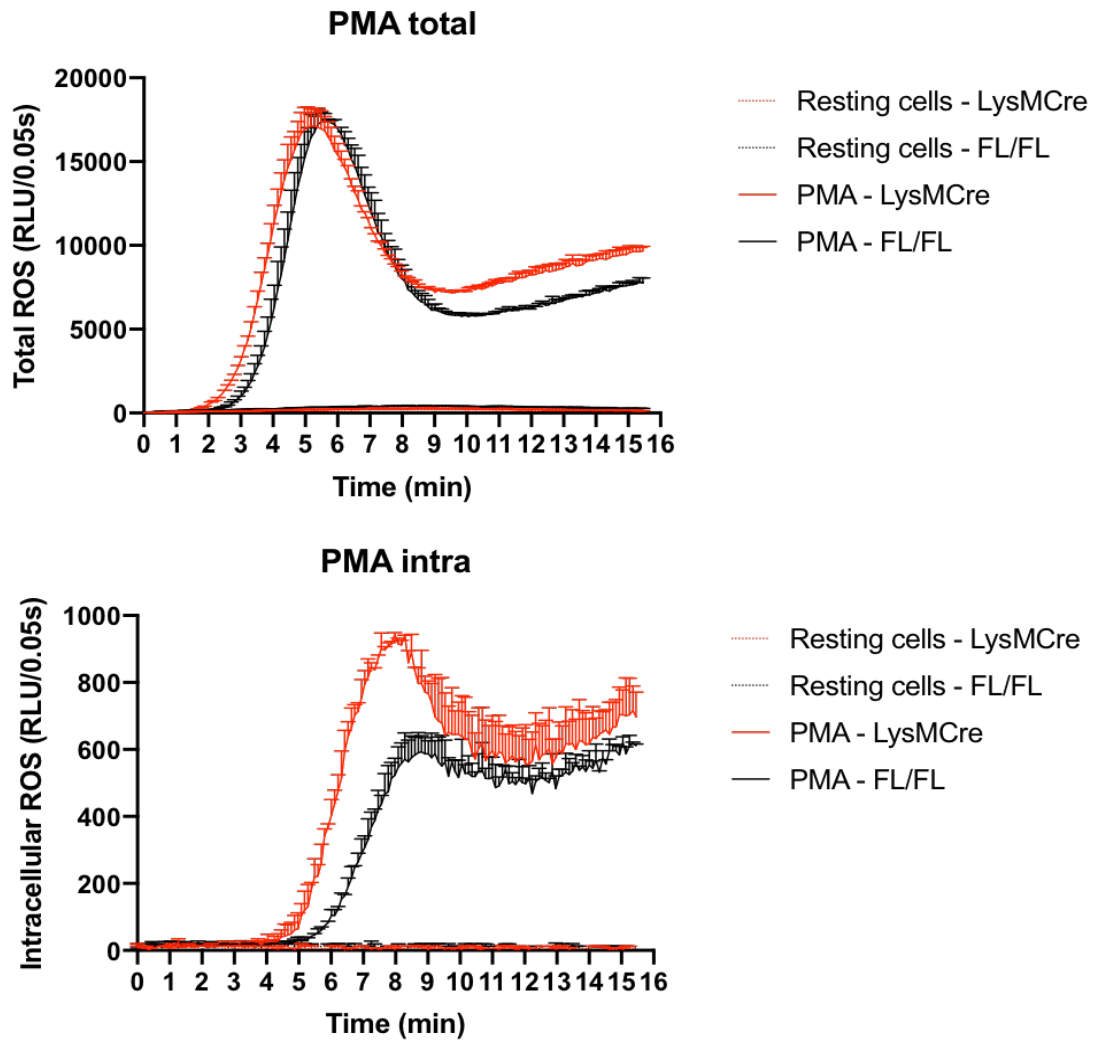 PMA total
Total ROS (RLU/0.05s)
20000
15000
10000
5000
0
0 1 2 3 4 5 6 7 8 9 10 11 12 13 14 15 16
Time (min)
Resting cells - LysMCre
Resting cells - FL/FL
PMA - LysMCre
PMA - FL/FL
PMA intra
Intracellular ROS (RLU/0.05s)
1000
800
600
400
200
0
0 1 2 3 4 5 6 7 8 9 10 11 12 13 14 15 16
Time (min)
Resting cells - LysMCre
Resting cells - FL/FL
PMA - LysMCre
PMA - FL/FL